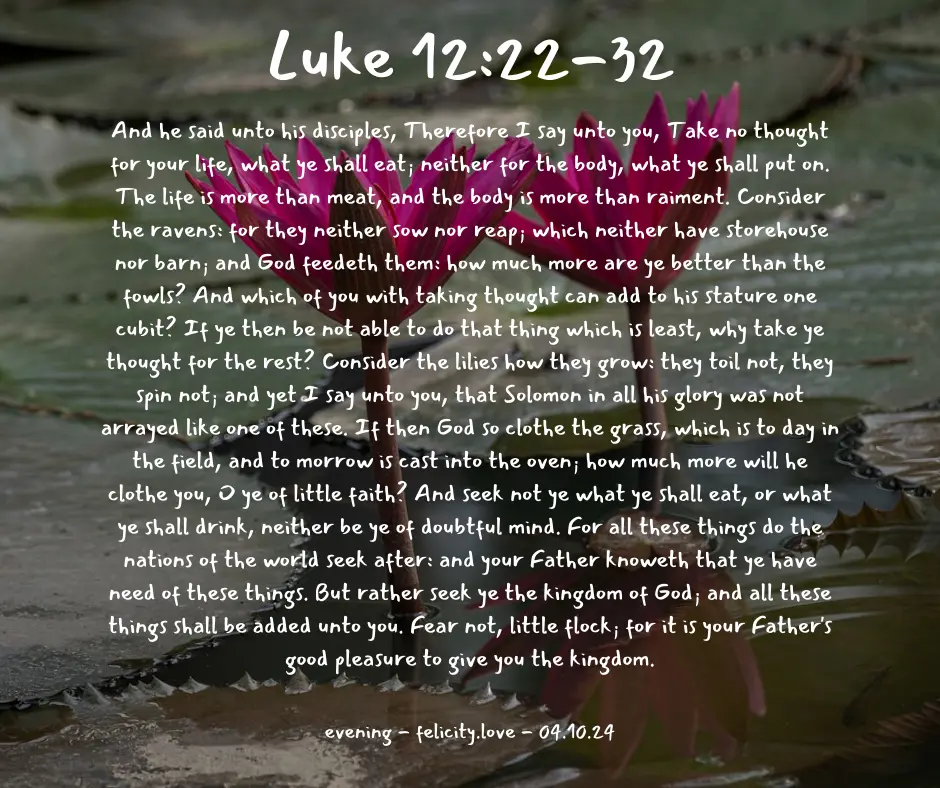 Luke 12:22-32
And he said unto his disciples, Therefore I say unto you, Take no thought
for your life, what ye shall eat; neither for the body, what ye shall put on.
The life is more than meat, and the body is more than raiment. Consider
the ravens: for they neither sow nor reap; which neither have storehouse
nor barn; and God feedeth them: how much more are ye better than the
fowls? And which of you with taking thought can add to his stature one
cubit? If ye then be not able to do that thing which is least, why take ye
thought for the rest? Consider the lilies how they grow: they toil not, they
spin not; and yet I say unto you, that Solomon in all his glory was not
arrayed like one of these. If then God so clothe the grass, which is to day in
the field, and to morrow is cast into the oven; how much more will he
clothe you, O ye of little faith? And seek not ye what ye shall eat, or what
ye shall drink, neither be ye of doubtful mind. For all these things do the
nations of the world seek after: and your Father knoweth that ye have
need of these things. But rather seek ye the kingdom of God; and all these
things shall be added unto you. Fear not, little flock; for it is your Father's
good pleasure to give you the kingdom.
evening - felicity.love - 04.10.24